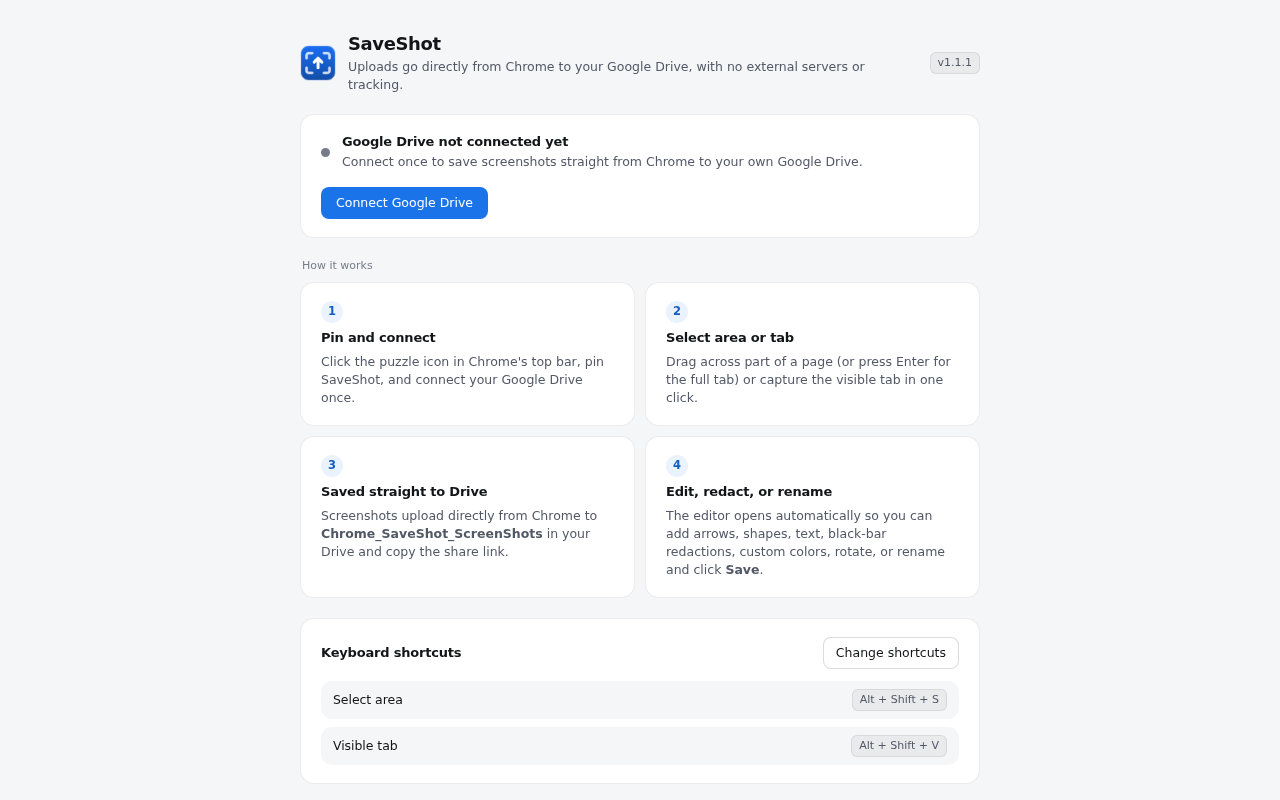 SaveShot
Uploads go directly from Chrome to your Google Drive, with no external servers or
tracking.
v1.1.1
Google Drive not connected yet
Connect once to save screenshots straight from Chrome to your own Google Drive.
Connect Google Drive
How it works
1
Pin and connect
Click the puzzle icon in Chrome's top bar, pin
SaveShot, and connect your Google Drive
once.
2
Select area or tab
Drag across part of a page (or press Enter for
the full tab) or capture the visible tab in one
click.
3
Saved straight to Drive
Screenshots upload directly from Chrome to
Chrome_SaveShot_ScreenShots in your
Drive and copy the share link.
4
Edit, redact, or rename
The editor opens automatically so you can
add arrows, shapes, text, black-bar
redactions, custom colors, rotate, or rename
and click Save.
Keyboard shortcuts
Change shortcuts
Select area
Alt + Shift + S
Visible tab
Alt + Shift + V